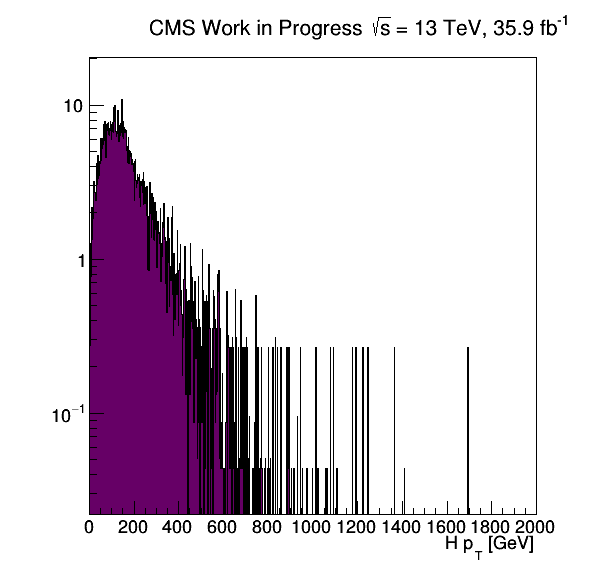 CMS Work in Progress √s = 13 TeV, 35.9 fb⁻¹
10
1
10⁻¹
0 200 400 600 800 1000 1200 1400 1600 1800 2000
H p_T [GeV]